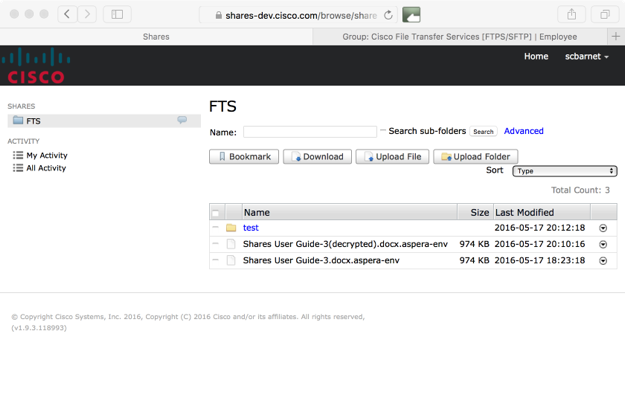 shares-dev.cisco.com/browse/share
Shares
Group: Cisco File Transfer Services [FTPS/SFTP] | Employee
CISCO
Home
scbarnet
SHARES
FTS
ACTIVITY
My Activity
All Activity
FTS
Name:
Search sub-folders
Search
Advanced
Bookmark
Download
Upload File
Upload Folder
Sort
Type
Total Count: 3
Name Size Last Modified
test 2016-05-17 20:12:18
Shares User Guide-3(decrypted).docx.aspera-env 974 KB 2016-05-17 20:10:16
Shares User Guide-3.docx.aspera-env 974 KB 2016-05-17 18:23:18
© Copyright Cisco Systems, Inc. 2016, Copyright (C) 2016 Cisco and/or its affiliates. All rights reserved,
(v1.9.3.118993)